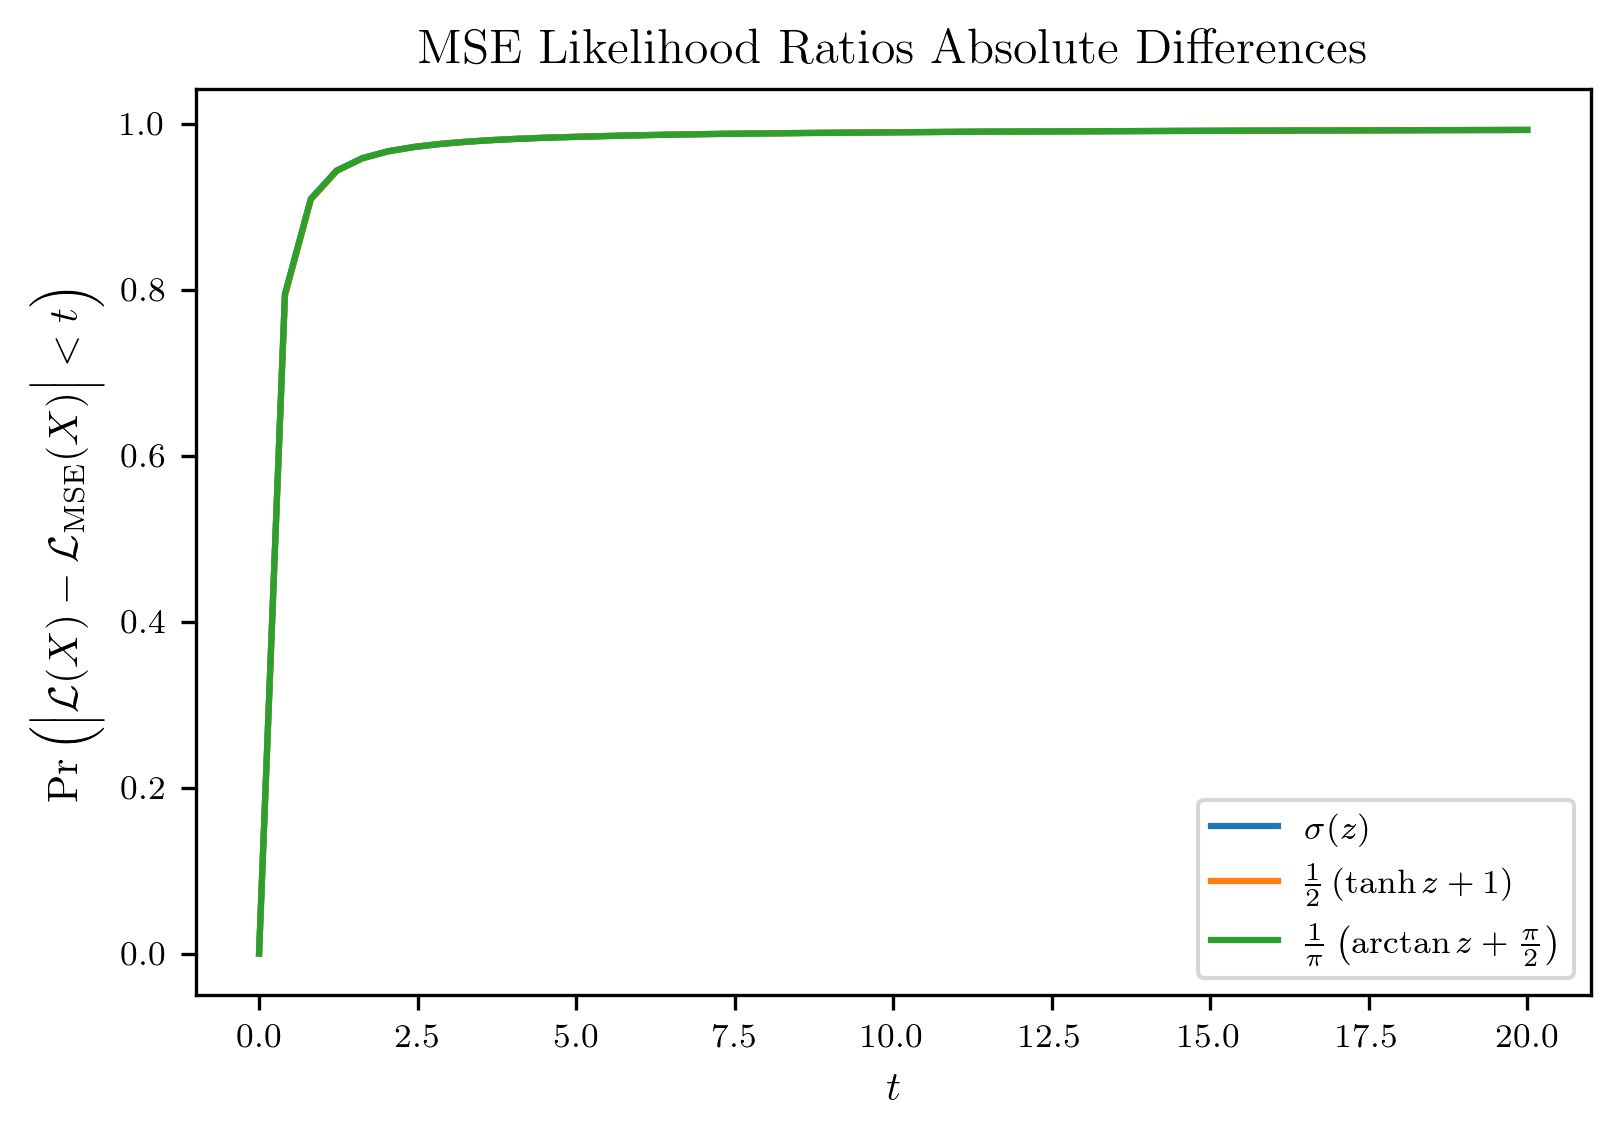 MSE Likelihood Ratios Absolute Differences
Pr (|ℒ(X) − ℒ_MSE(X)| < t)
1.0
0.8
0.6
0.4
0.2
0.0
σ(z)
1/2 (tanh z + 1)
1/π (arctan z + π/2)
0.0 2.5 5.0 7.5 10.0 12.5 15.0 17.5 20.0
t